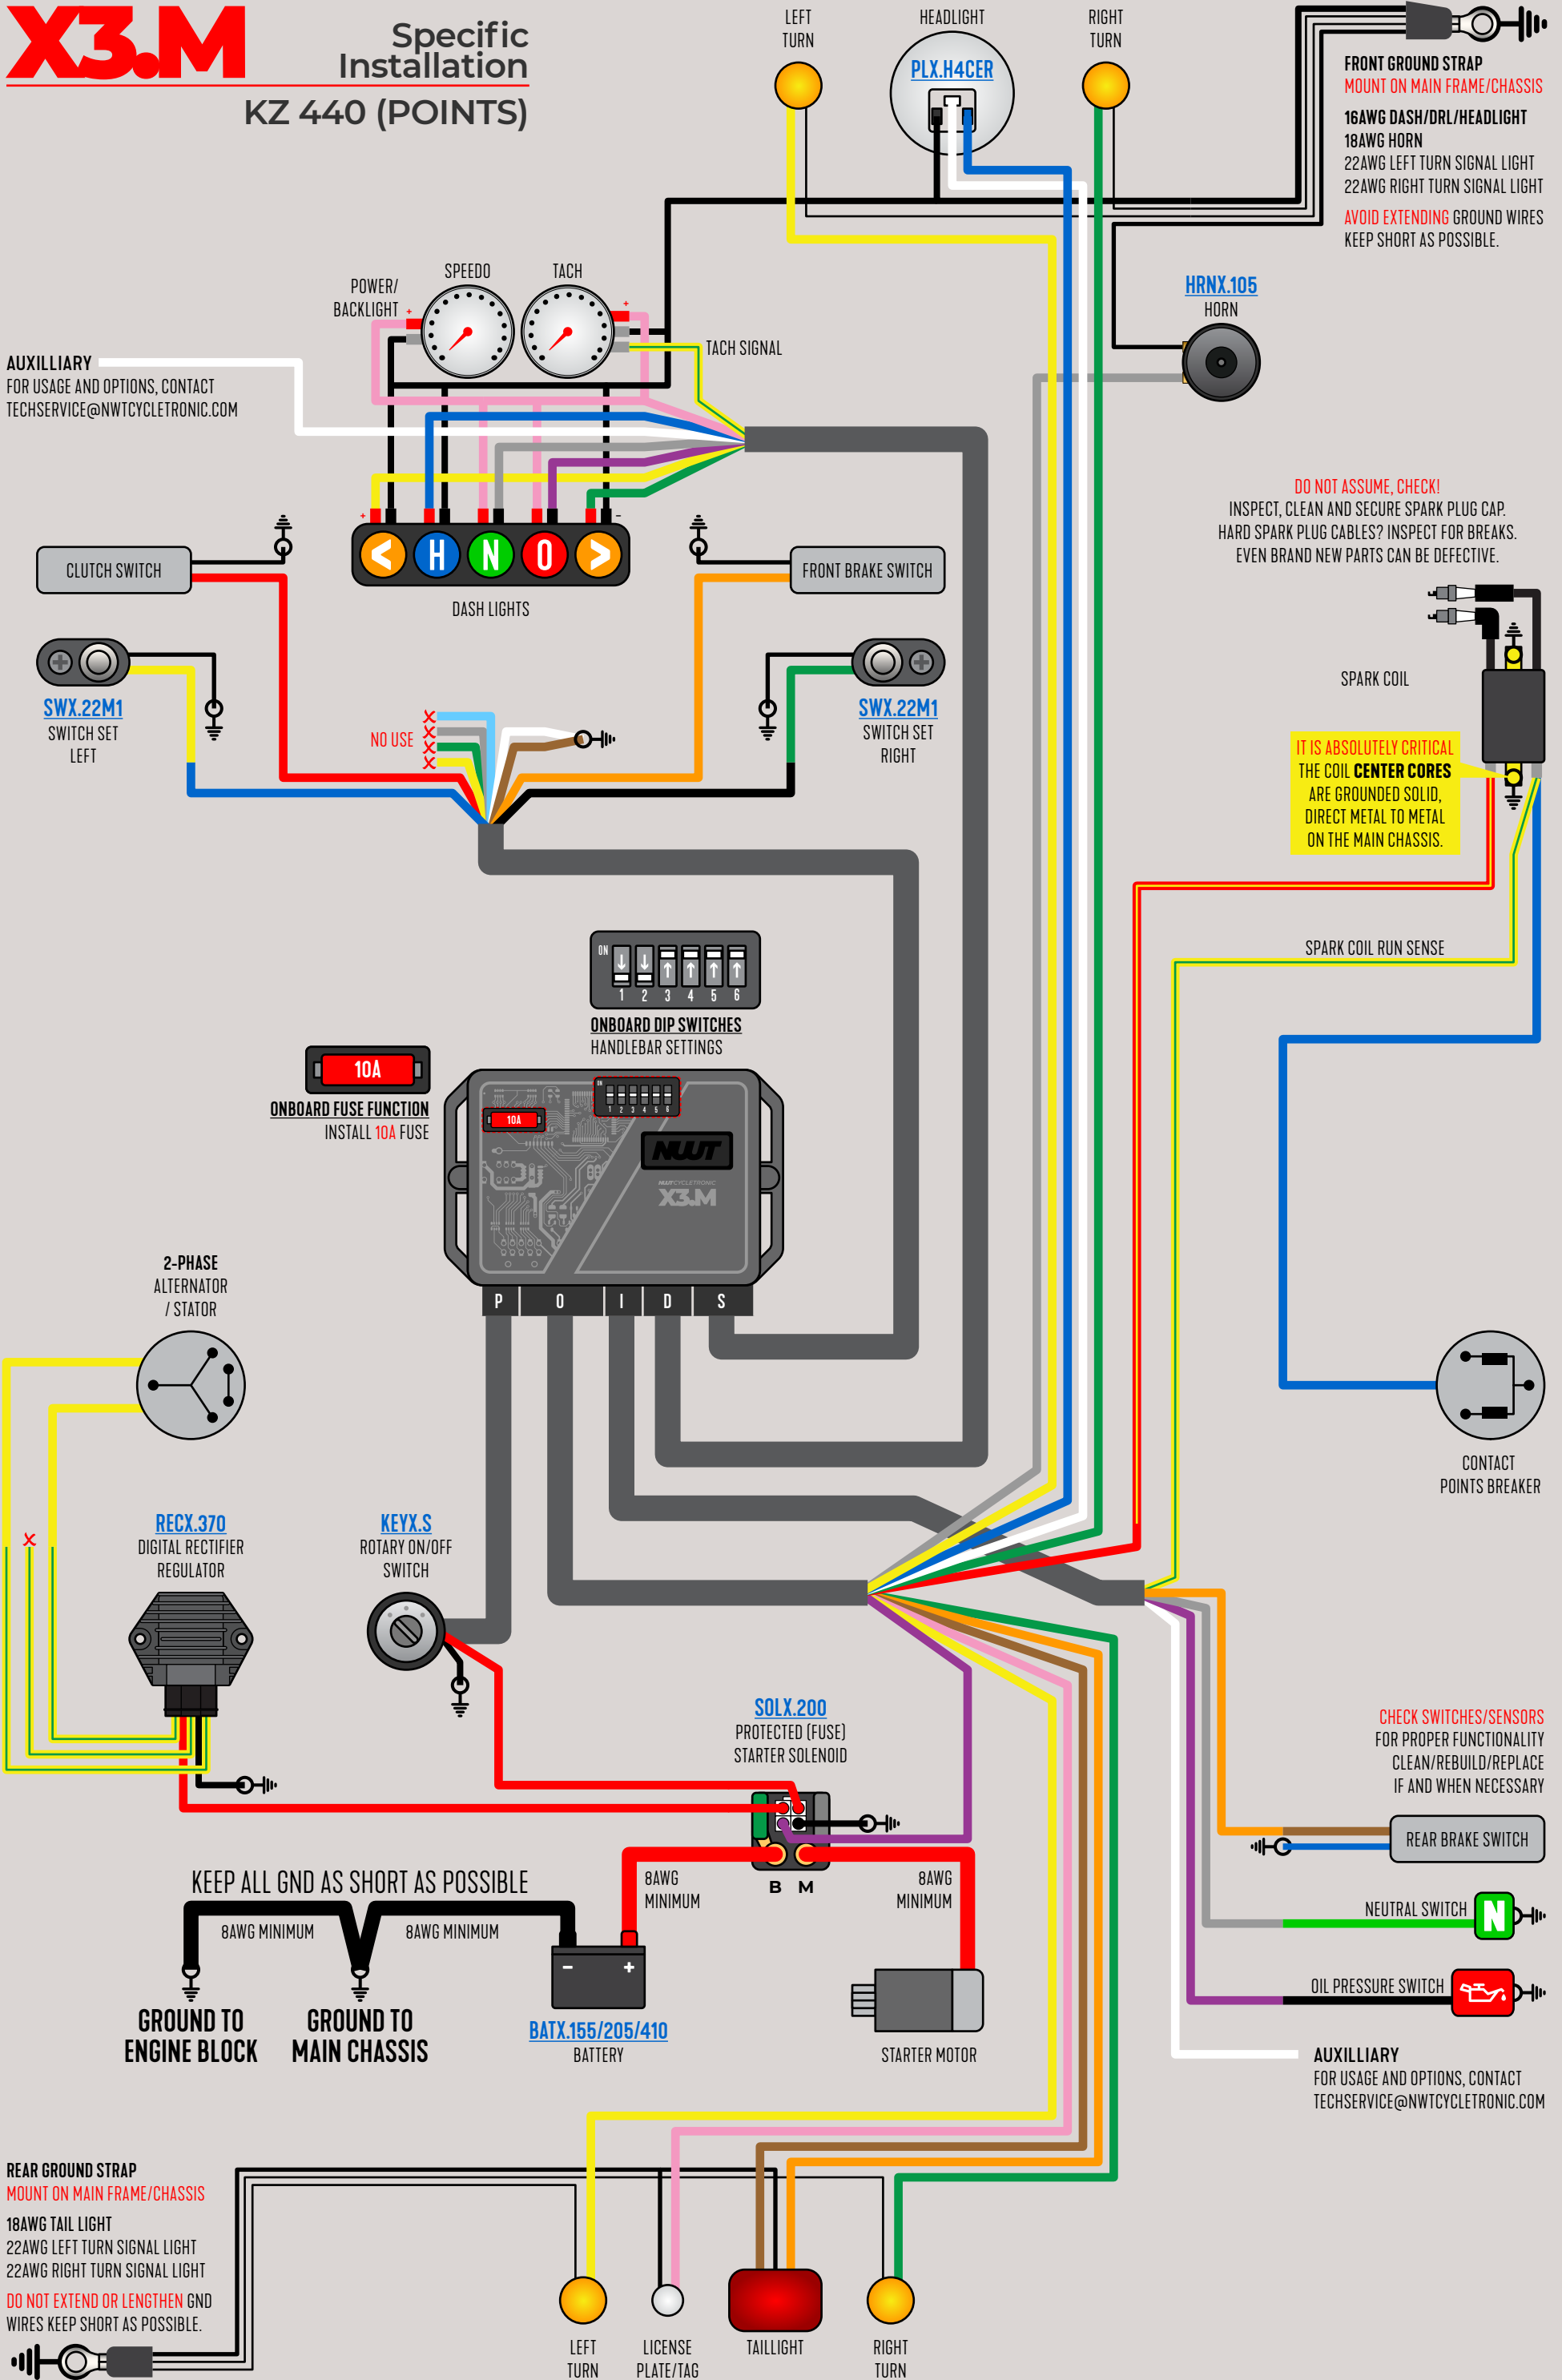 X3.M
Specific
Installation
KZ 440 (POINTS)
LEFT
TURN
HEADLIGHT
PLX.H4CER
RIGHT
TURN
FRONT GROUND STRAP
MOUNT ON MAIN FRAME/CHASSIS
16AWG DASH/DRL/HEADLIGHT
18AWG HORN
22AWG LEFT TURN SIGNAL LIGHT
22AWG RIGHT TURN SIGNAL LIGHT
AVOID EXTENDING GROUND WIRES
KEEP SHORT AS POSSIBLE.
POWER/
BACKLIGHT
SPEEDO
TACH
+
+
TACH SIGNAL
HRNX.105
HORN
AUXILLIARY
FOR USAGE AND OPTIONS, CONTACT
TECHSERVICE@NWTCYCLETRONIC.COM
+
-
< H N O >
DASH LIGHTS
CLUTCH SWITCH
FRONT BRAKE SWITCH
DO NOT ASSUME, CHECK!
INSPECT, CLEAN AND SECURE SPARK PLUG CAP.
HARD SPARK PLUG CABLES? INSPECT FOR BREAKS.
EVEN BRAND NEW PARTS CAN BE DEFECTIVE.
SWX.22M1
SWITCH SET
LEFT
NO USE
X
X
X
X
SWX.22M1
SWITCH SET
RIGHT
SPARK COIL
IT IS ABSOLUTELY CRITICAL
THE COIL CENTER CORES
ARE GROUNDED SOLID,
DIRECT METAL TO METAL
ON THE MAIN CHASSIS.
SPARK COIL RUN SENSE
ON
1 2 3 4 5 6
ONBOARD DIP SWITCHES
HANDLEBAR SETTINGS
10A
ONBOARD FUSE FUNCTION
INSTALL 10A FUSE
ON
1 2 3 4 5 6
10A
NWT
NWTCYCLETRONIC
X3.M
P O I D S
2-PHASE
ALTERNATOR
/ STATOR
CONTACT
POINTS BREAKER
X
RECX.370
DIGITAL RECTIFIER
REGULATOR
KEYX.S
ROTARY ON/OFF
SWITCH
SOLX.200
PROTECTED (FUSE)
STARTER SOLENOID
B M
CHECK SWITCHES/SENSORS
FOR PROPER FUNCTIONALITY
CLEAN/REBUILD/REPLACE
IF AND WHEN NECESSARY
REAR BRAKE SWITCH
KEEP ALL GND AS SHORT AS POSSIBLE
8AWG MINIMUM
8AWG MINIMUM
8AWG
MINIMUM
8AWG
MINIMUM
NEUTRAL SWITCH
N
- +
OIL PRESSURE SWITCH
GROUND TO
ENGINE BLOCK
GROUND TO
MAIN CHASSIS
BATX.155/205/410
BATTERY
STARTER MOTOR
AUXILLIARY
FOR USAGE AND OPTIONS, CONTACT
TECHSERVICE@NWTCYCLETRONIC.COM
REAR GROUND STRAP
MOUNT ON MAIN FRAME/CHASSIS
18AWG TAIL LIGHT
22AWG LEFT TURN SIGNAL LIGHT
22AWG RIGHT TURN SIGNAL LIGHT
DO NOT EXTEND OR LENGTHEN GND
WIRES KEEP SHORT AS POSSIBLE.
LEFT
TURN
LICENSE
PLATE/TAG
TAILLIGHT
RIGHT
TURN